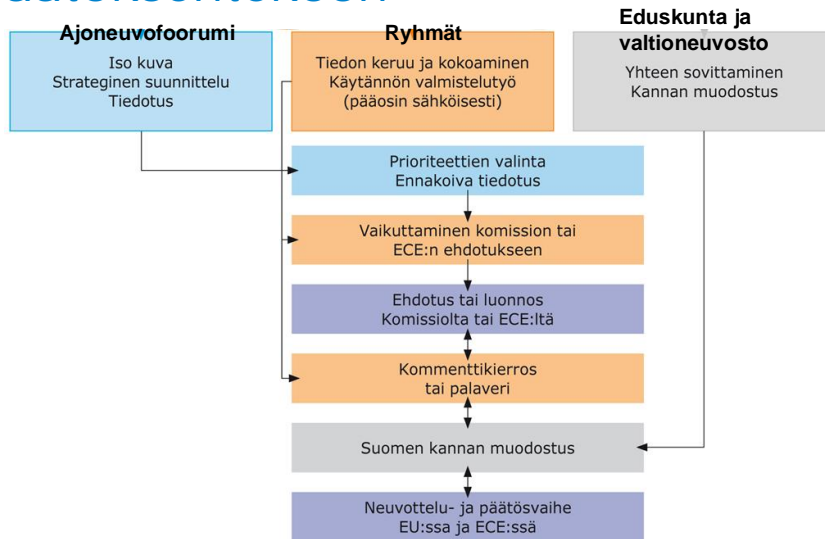 Ajoneuvofoorumi
Iso kuva
Strateginen suunnittelu
Tiedotus
Ryhmät
Tiedon keruu ja kokoaminen
Käytännön valmistelutyö
(pääosin sähköisesti)
Eduskunta ja
valtioneuvosto
Yhteen sovittaminen
Kannan muodostus
Prioriteettien valinta
Ennakoiva tiedotus
Vaikuttaminen komission tai
ECE:n ehdotukseen
Ehdotus tai luonnos
Komissiolta tai ECE:ltä
Kommenttikierros
tai palaveri
Suomen kannan muodostus
Neuvottelu- ja päätösvaihe
EU:ssa ja ECE:ssä